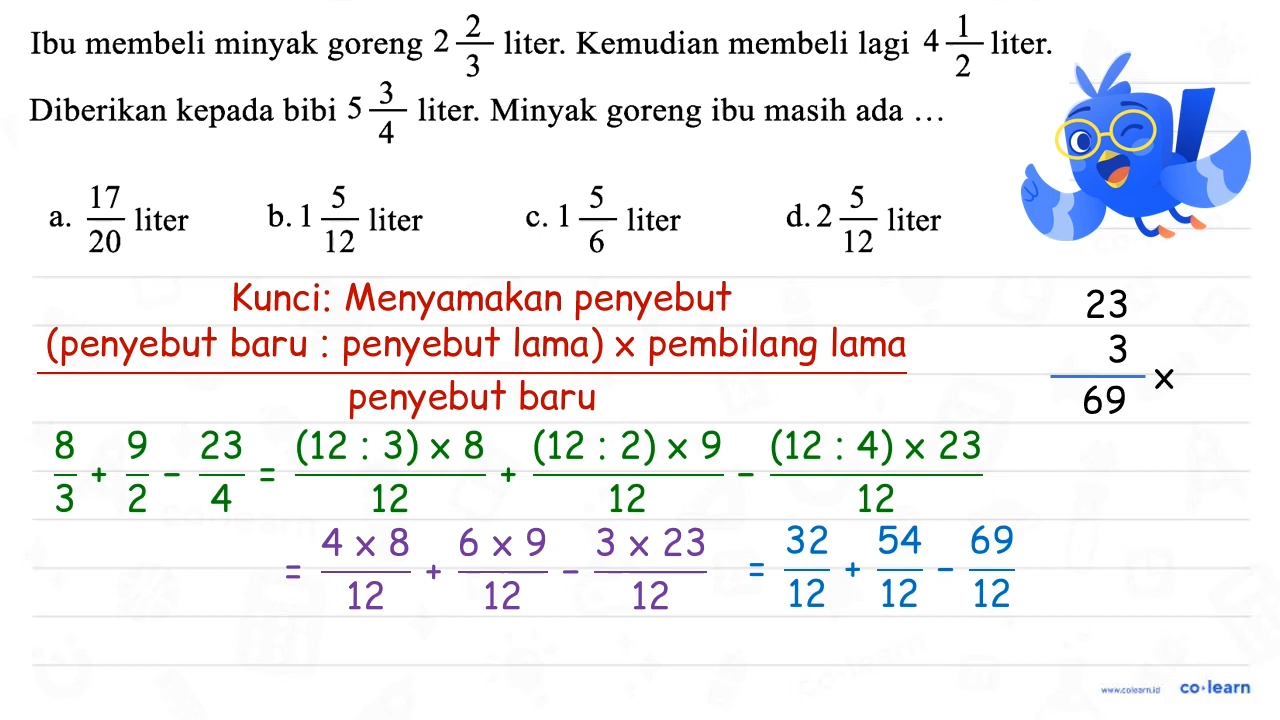 Ibu membeli minyak goreng 2 2/3 liter. Kemudian membeli lagi 4 1/2 liter.
Diberikan kepada bibi 5 3/4 liter. Minyak goreng ibu masih ada ...
a. 17/20 liter b. 1 5/12 liter c. 1 5/6 liter d. 2 5/12 liter
Kunci: Menyamakan penyebut
(penyebut baru : penyebut lama) x pembilang lama
penyebut baru
23
3
x
69
8/3 + 9/2 - 23/4 = (12 : 3) x 8/12 + (12 : 2) x 9/12 - (12 : 4) x 23/12
= 4 x 8/12 + 6 x 9/12 - 3 x 23/12 = 32/12 + 54/12 - 69/12
www.colearn.id co·learn